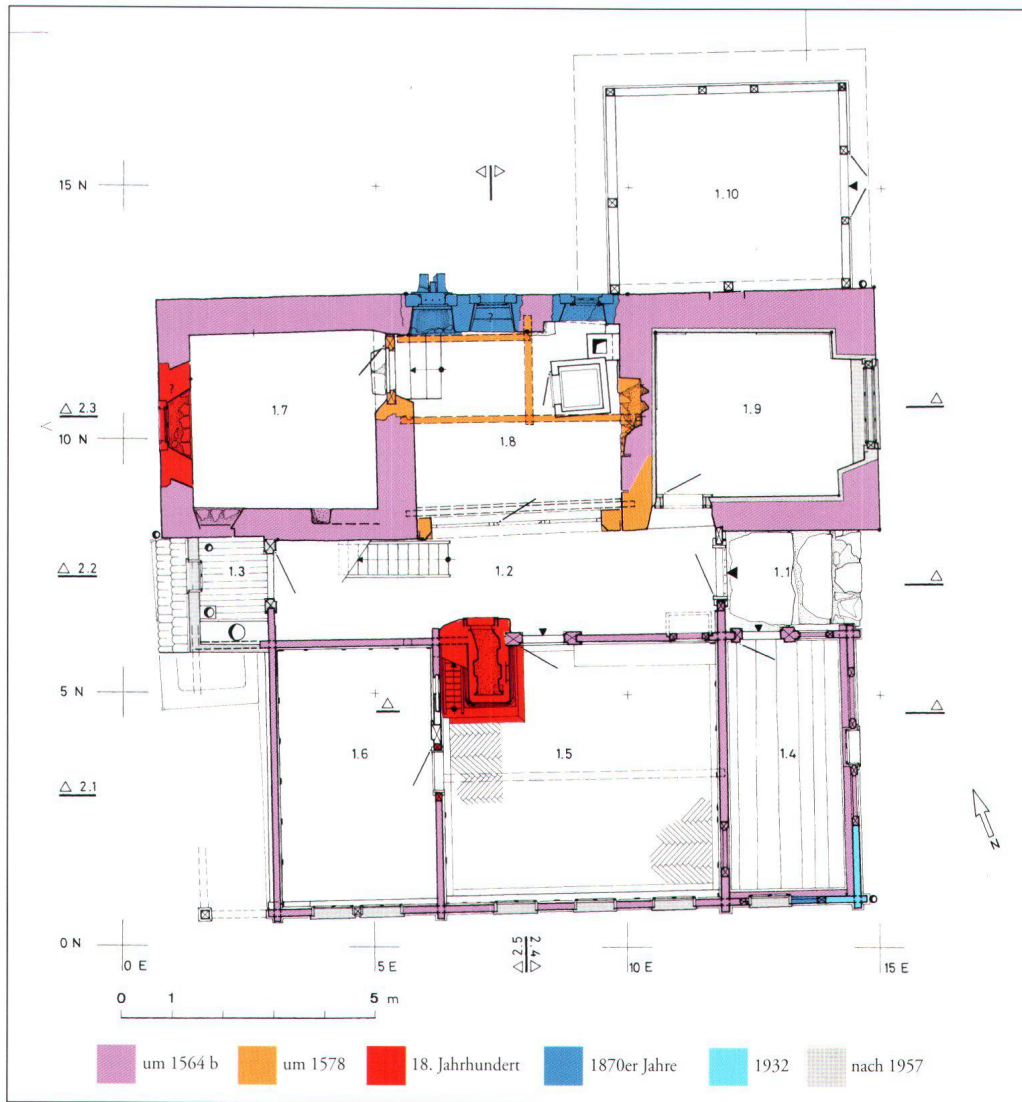 15 N
1.10
△ 2.3
10 N
1.7
1.8
1.9
?
?
△ 2.2
1.3
1.2
1.1
5 N
1.6
1.5
1.4
△ 2.1
N
0 N
0 E
5 E
2.5
2.4
10 E
15 E
0 1 5 m
um 1564 b
um 1578
18. Jahrhundert
1870er Jahre
1932
nach 1957